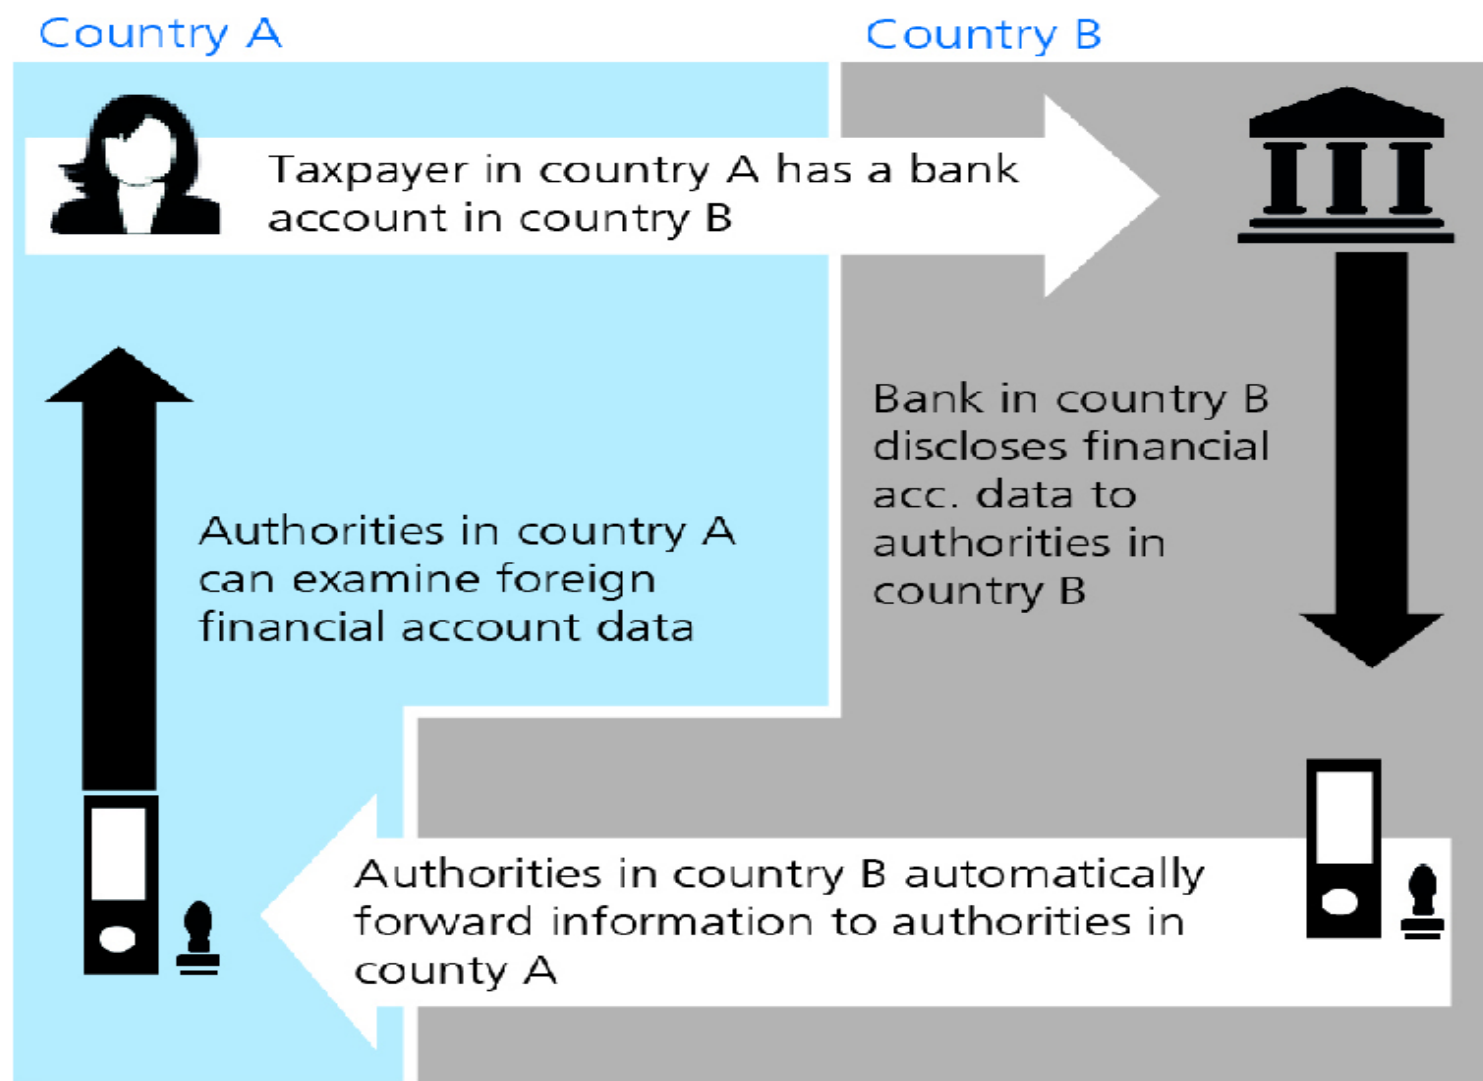 Country A
Country B
Taxpayer in country A has a bank
account in country B
Bank in country B
discloses financial
acc. data to
authorities in
country B
Authorities in country B automatically
forward information to authorities in
county A
Authorities in country A
can examine foreign
financial account data